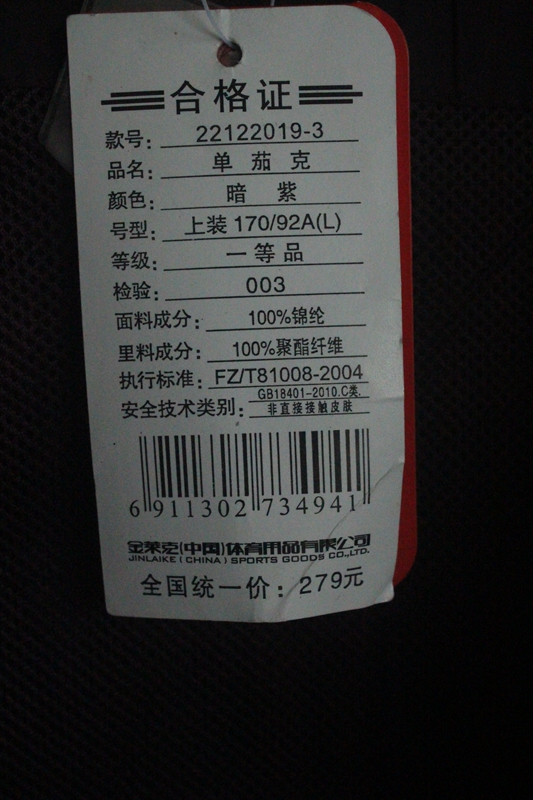 合格证
款号: 22122019-3
品名: 单茄克
颜色: 暗紫
号型: 上装 170/92A(L)
等级: 一等品
检验: 003
面料成分: 100%锦纶
里料成分: 100%聚酯纤维
执行标准: FZ/T81008-2004
安全技术类别: GB18401-2010.C类.
非直接接触皮肤
6 911302 734941
金莱克(中国)体育用品有限公司
JINLAIKE (CHINA) SPORTS GOODS CO.,LTD.
全国统一价: 279元